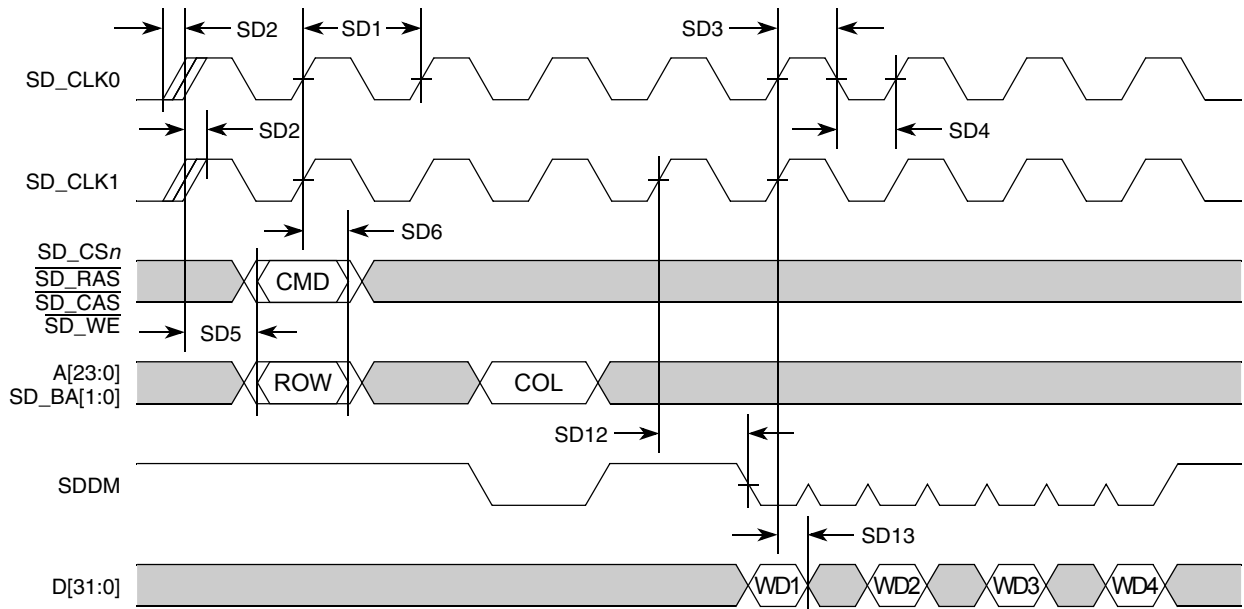 SD2
SD1
SD3
SD_CLK0
SD2
SD4
SD_CLK1
SD6
SD_CSn
SD_RAS
SD_CAS
SD_WE
CMD
SD5
A[23:0]
SD_BA[1:0]
ROW
COL
SD12
SDDM
SD13
D[31:0]
WD1
WD2
WD3
WD4